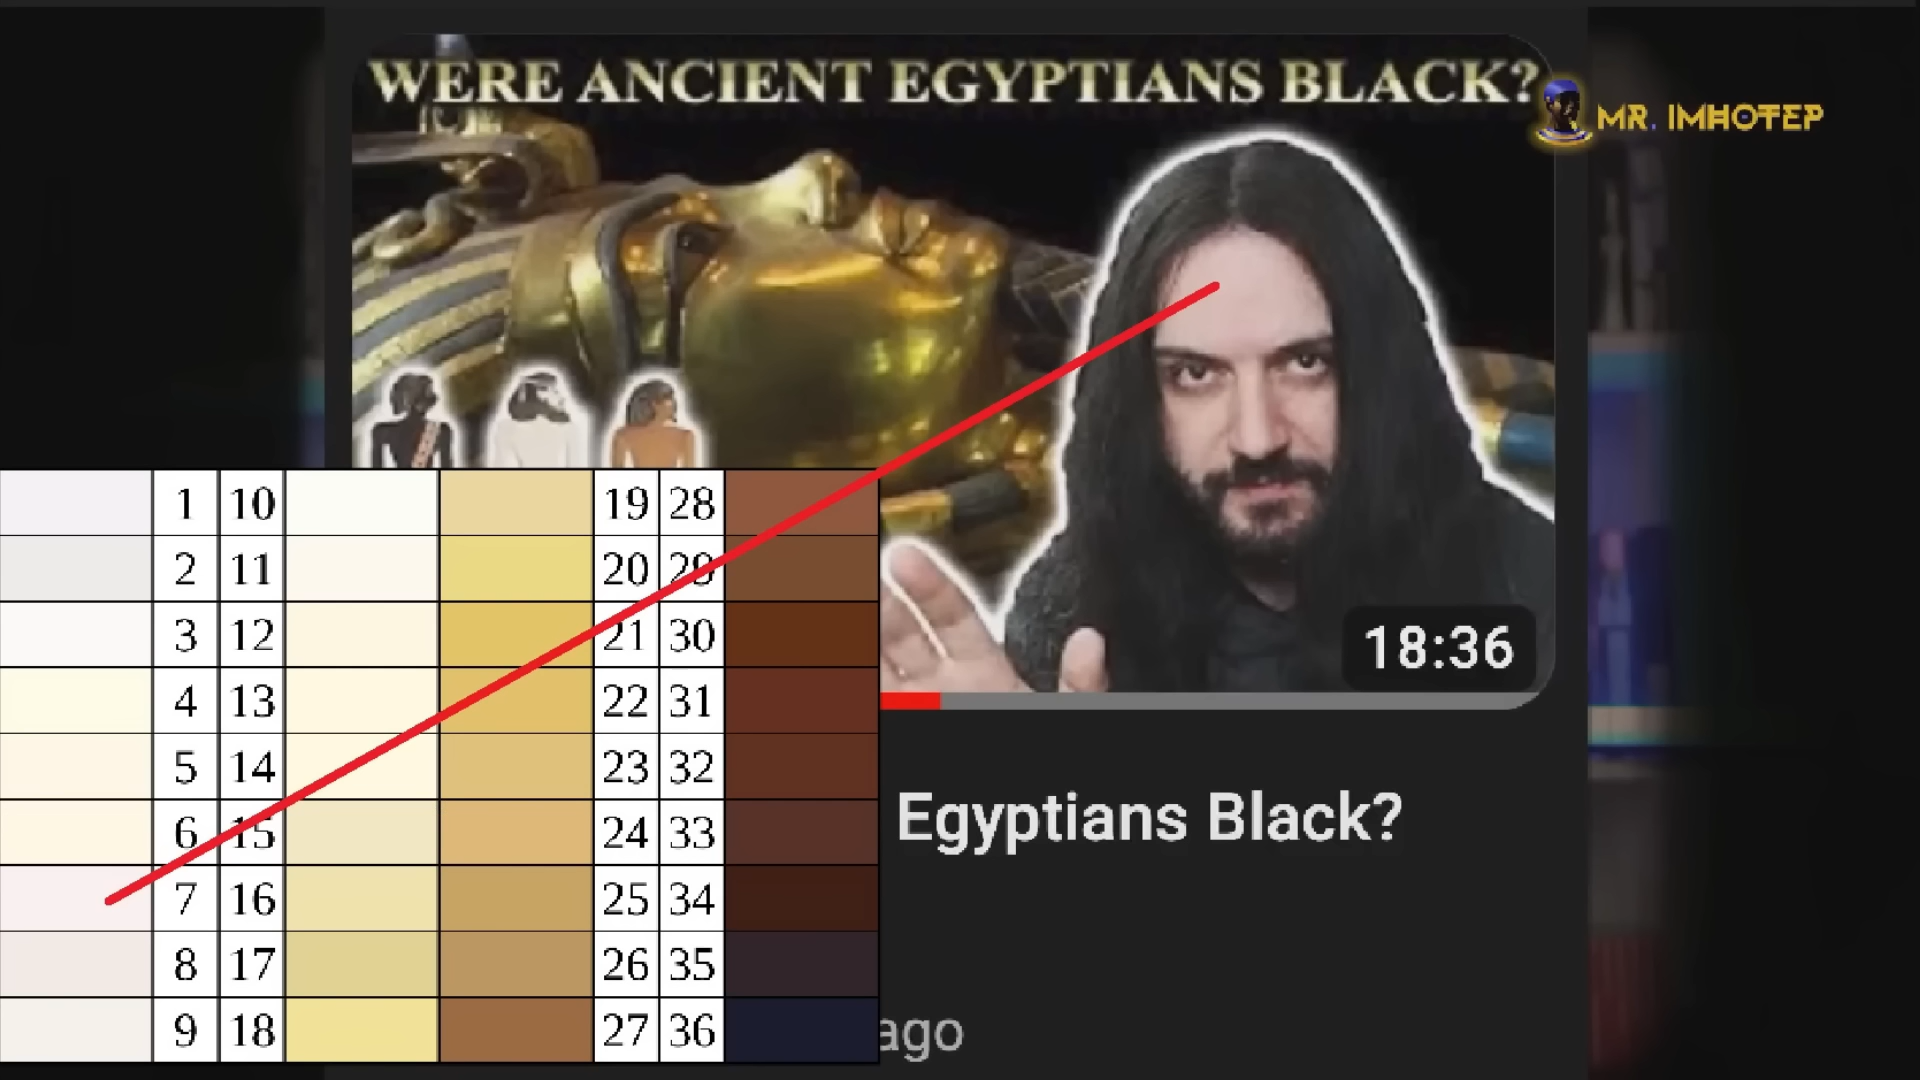 WERE ANCIENT EGYPTIANS BLACK?
MR. IMHOTEP
18:36
1 10 19 28
2 11 20 29
3 12 21 30
4 13 22 31
5 14 23 32
6 15 24 33
7 16 25 34
8 17 26 35
9 18 27 36
Egyptians Black?
ago